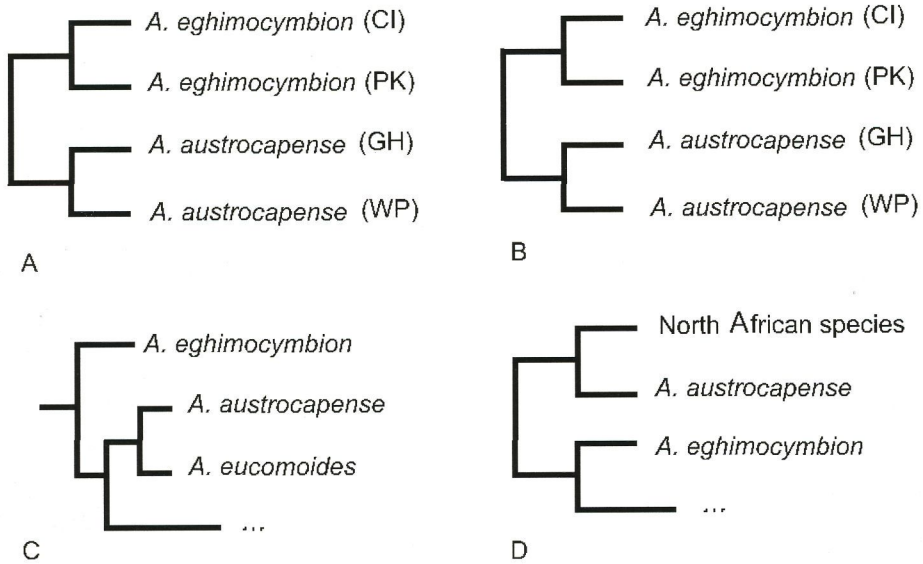 A. eghimocymbion (CI)
A. eghimocymbion (PK)
A. austrocapense (GH)
A. austrocapense (WP)
A
A. eghimocymbion (CI)
A. eghimocymbion (PK)
A. austrocapense (GH)
A. austrocapense (WP)
B
A. eghimocymbion
A. austrocapense
A. eucomoides
C
North African species
A. austrocapense
A. eghimocymbion
D